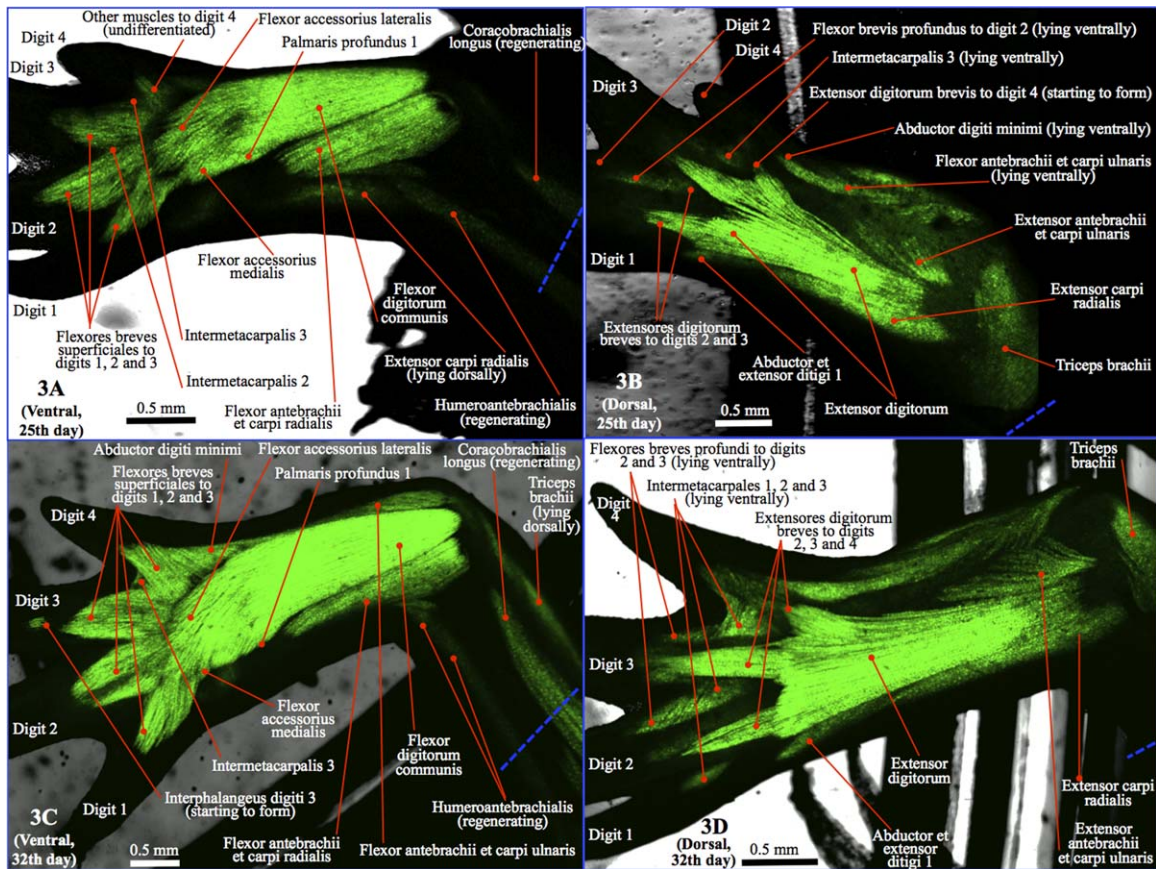 Other muscles to digit 4
(undifferentiated)
Flexor accessorius lateralis
Palmaris profundus 1
Coracobrachialis
longus (regenerating)
Digit 4
Digit 3
Digit 2
Digit 1
Flexor accessorius
medialis
Flexor
digitorum
communis
Intermetacarpalis 3
Flexores breves
superficiales to
digits 1, 2 and 3
Extensor carpi radialis
(lying dorsally)
Intermetacarpalis 2
3A
(Ventral,
25th day)
0.5 mm
Flexor antebrachii
et carpi radialis
Humeroantebrachialis
(regenerating)
Digit 2
Digit 4
Flexor brevis profundus to digit 2 (lying ventrally)
Intermetacarpalis 3 (lying ventrally)
Digit 3
Extensor digitorum brevis to digit 4 (starting to form)
Abductor digiti minimi (lying ventrally)
Flexor antebrachii et carpi ulnaris
(lying ventrally)
Extensor antebrachii
et carpi ulnaris
Digit 1
Extensor carpi
radialis
Extensores digitorum
breves to digits 2 and 3
Abductor et
extensor ditigi 1
Triceps brachii
Extensor digitorum
3B
(Dorsal,
25th day)
0.5 mm
Abductor digiti minimi
Flexor accessorius lateralis
Flexores breves
superficiales to
digits 1, 2 and 3
Palmaris profundus 1
Coracobrachialis
longus (regenerating)
Triceps
brachii
(lying
dorsally)
Digit 4
Digit 3
Digit 2
Flexor
accessorius
medialis
Flexor
digitorum
communis
Intermetacarpalis 3
Digit 1
Interphalangeus digiti 3
(starting to form)
Humeroantebrachialis
(regenerating)
3C
(Ventral,
32th day)
0.5 mm
Flexor antebrachii
et carpi radialis
Flexor antebrachii et carpi ulnaris
Flexores breves profundi to digits
2 and 3 (lying ventrally)
Triceps
brachii
Intermetacarpales 1, 2 and 3
(lying ventrally)
Digit
4
Extensores digitorum
breves to digits
2, 3 and 4
Digit 3
Digit 2
Extensor
digitorum
Extensor carpi
radialis
Digit 1
3D
(Dorsal,
32th day)
0.5 mm
Abductor et
extensor
ditigi 1
Extensor
antebrachii
et carpi ulnaris